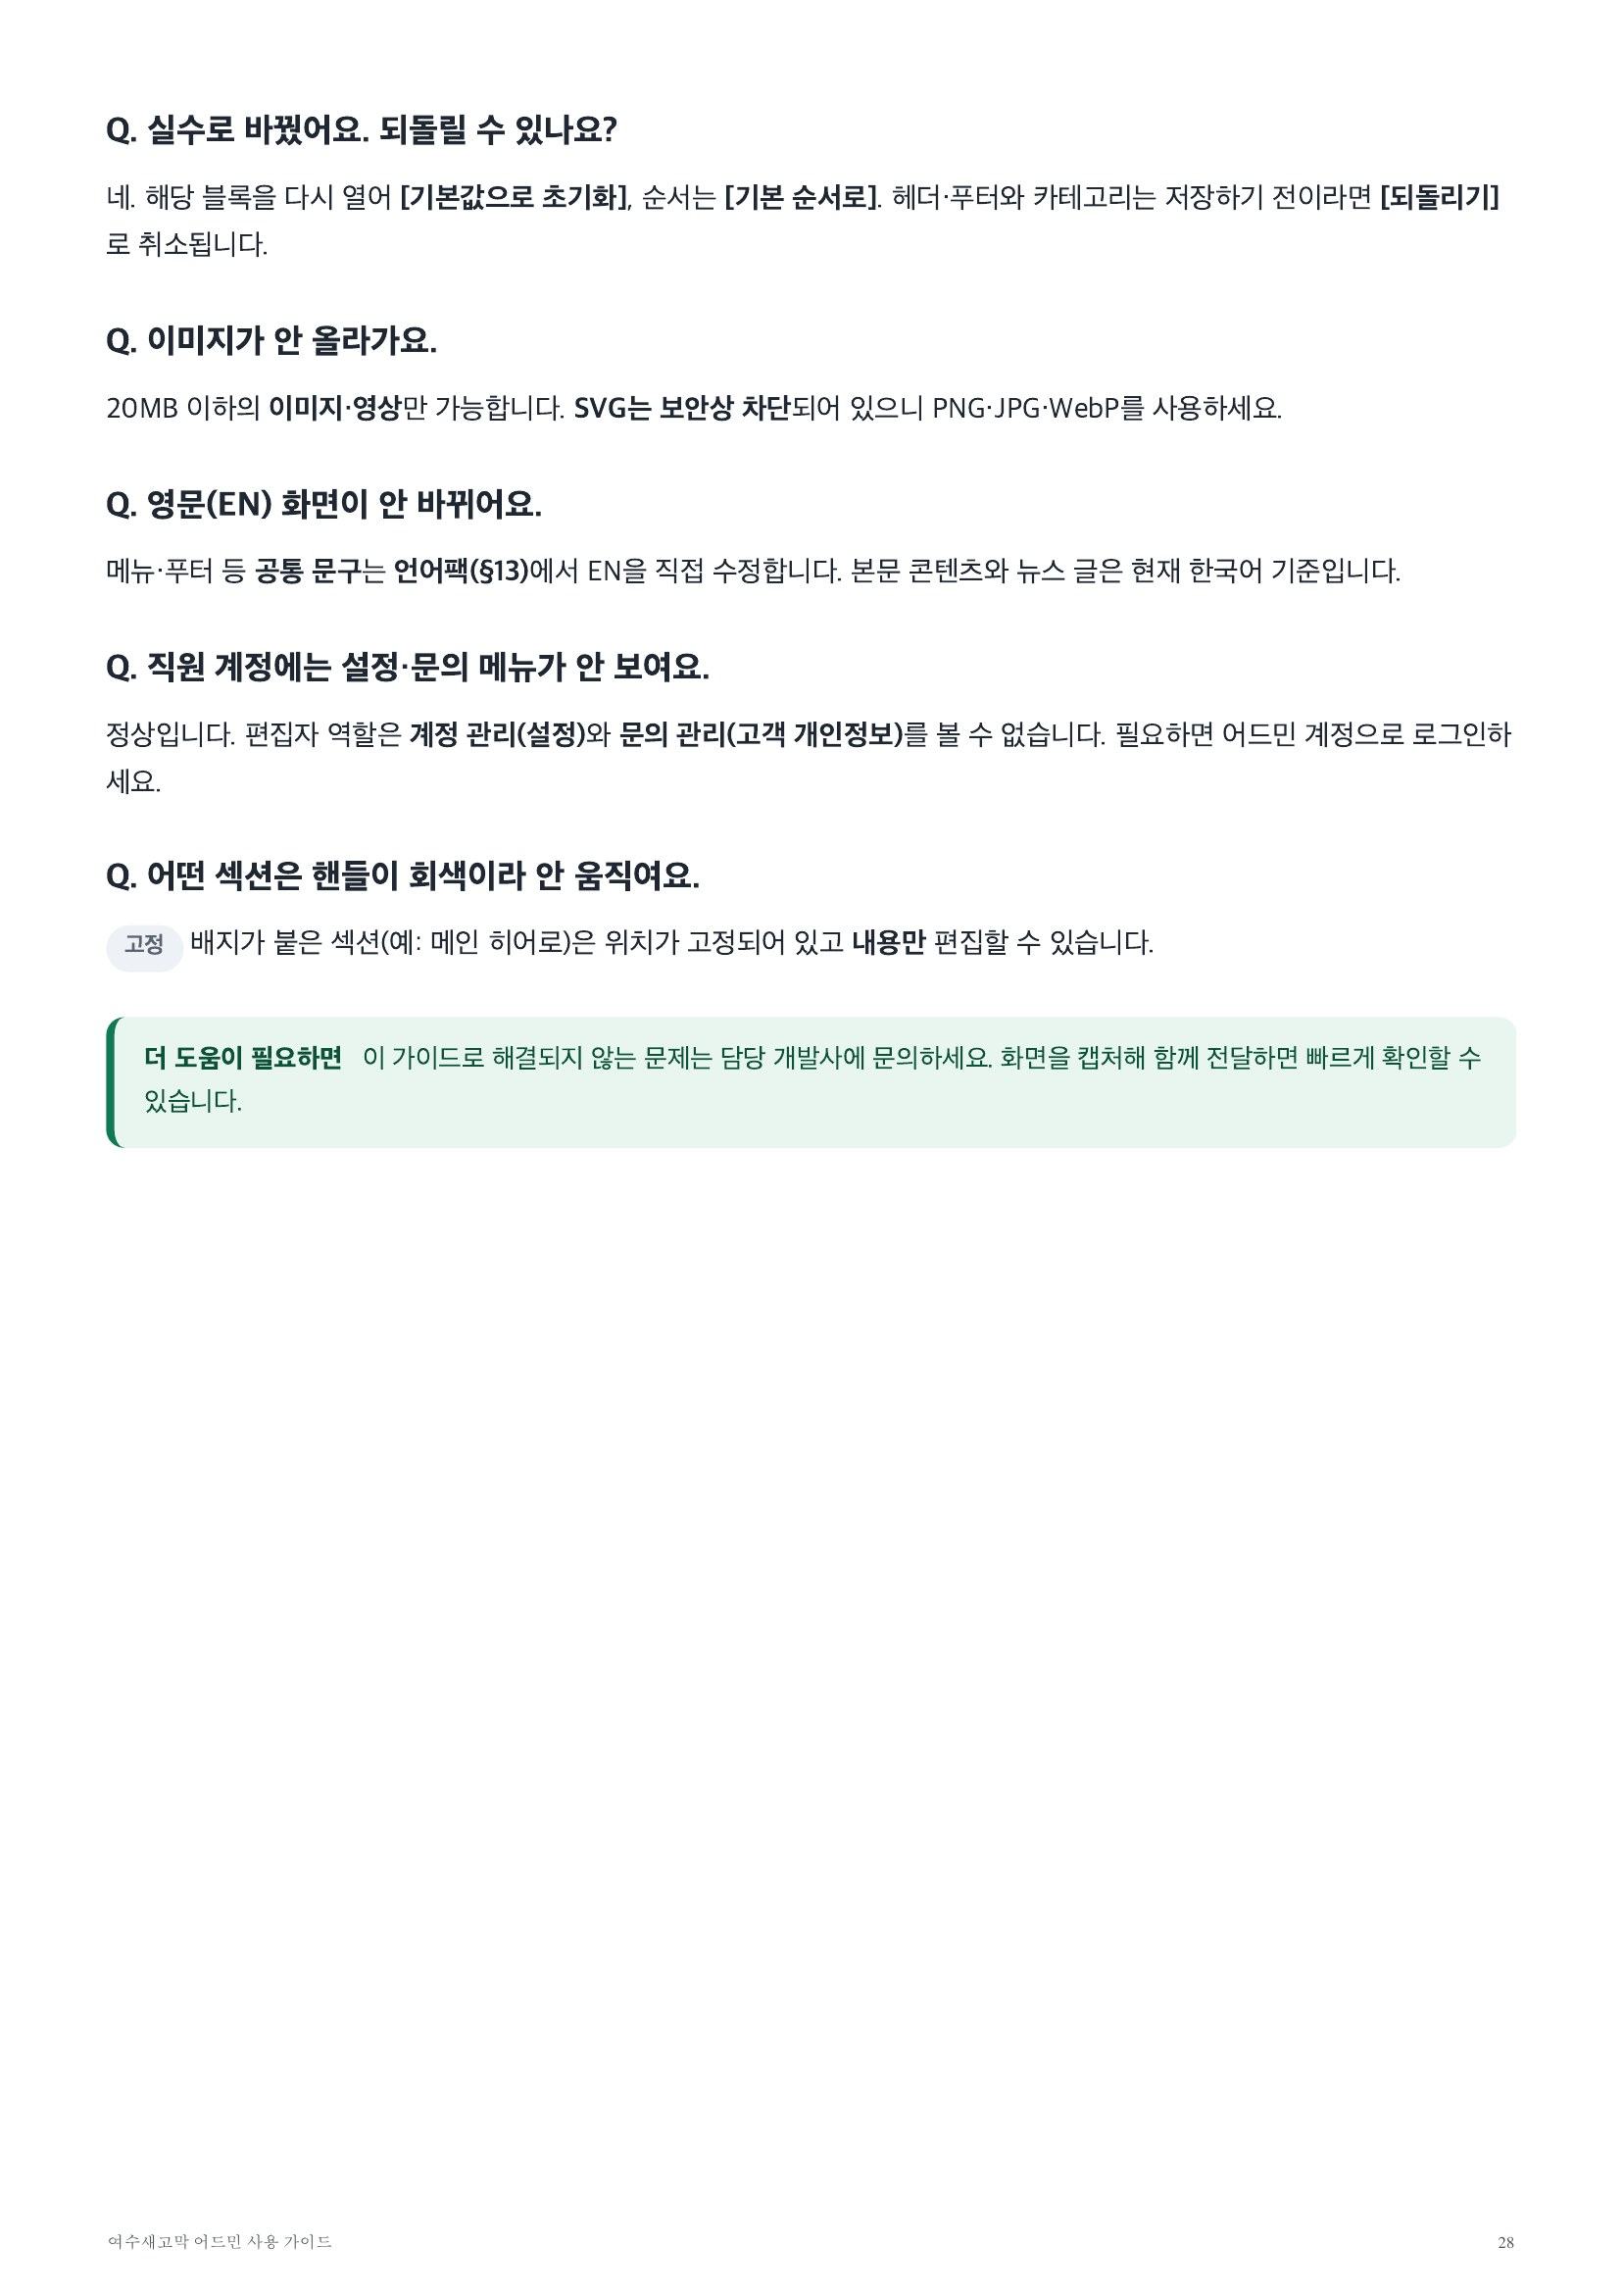 Q. 실수로 바꿨어요. 되돌릴 수 있나요?
네. 해당 블록을 다시 열어 [기본값으로 초기화], 순서는 [기본 순서로]. 헤더·푸터와 카테고리는 저장하기 전이라면 [되돌리기]
로 취소됩니다.
Q. 이미지가 안 올라가요.
20MB 이하의 이미지·영상만 가능합니다. SVG는 보안상 차단되어 있으니 PNG·JPG·WebP를 사용하세요.
Q. 영문(EN) 화면이 안 바뀌어요.
메뉴·푸터 등 공통 문구는 언어팩(§13)에서 EN을 직접 수정합니다. 본문 콘텐츠와 뉴스 글은 현재 한국어 기준입니다.
Q. 직원 계정에는 설정·문의 메뉴가 안 보여요.
정상입니다. 편집자 역할은 계정 관리(설정)와 문의 관리(고객 개인정보)를 볼 수 없습니다. 필요하면 어드민 계정으로 로그인하
세요.
Q. 어떤 섹션은 핸들이 회색이라 안 움직여요.
고정 배지가 붙은 섹션(예: 메인 히어로)은 위치가 고정되어 있고 내용만 편집할 수 있습니다.
더 도움이 필요하면 이 가이드로 해결되지 않는 문제는 담당 개발사에 문의하세요. 화면을 캡처해 함께 전달하면 빠르게 확인할 수
있습니다.
여수새고막 어드민 사용 가이드
28